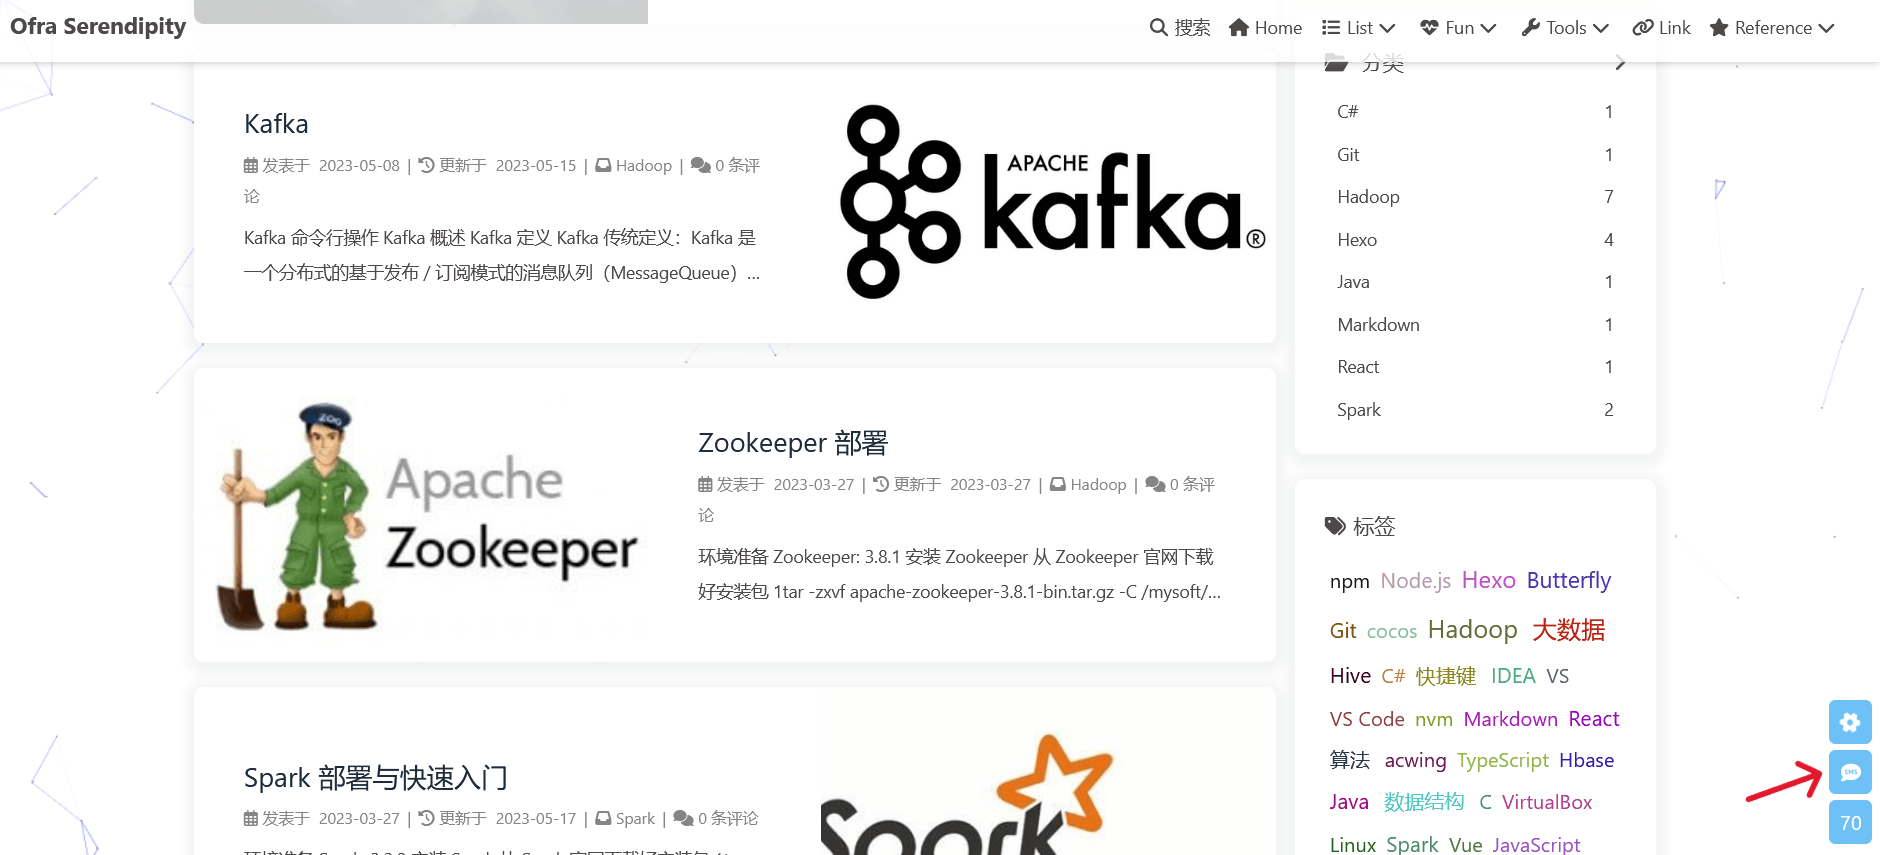 Ofra Serendipity
搜索 Home List Fun Tools Link Reference
Kafka
发表于 2023-05-08 | 更新于 2023-05-15 | Hadoop | 0 条评
论
Kafka 命令行操作 Kafka 概述 Kafka 定义 Kafka 传统定义：Kafka 是
一个分布式的基于发布 / 订阅模式的消息队列（MessageQueue）...
APACHE
kafka®
ZOO
Apache
Zookeeper
Zookeeper 部署
发表于 2023-03-27 | 更新于 2023-03-27 | Hadoop | 0 条评
论
环境准备 Zookeeper: 3.8.1 安装 Zookeeper 从 Zookeeper 官网下载
好安装包 1tar -zxvf apache-zookeeper-3.8.1-bin.tar.gz -C /mysoft/...
Spark 部署与快速入门
发表于 2023-03-27 | 更新于 2023-05-17 | Spark | 0 条评论
Spark
分类
C# 1
Git 1
Hadoop 7
Hexo 4
Java 1
Markdown 1
React 1
Spark 2
标签
npm Node.js Hexo Butterfly
Git cocos Hadoop 大数据
Hive C# 快捷键 IDEA VS
VS Code nvm Markdown React
算法 acwing TypeScript Hbase
Java 数据结构 C VirtualBox
Linux Spark Vue JavaScript
SMS
70